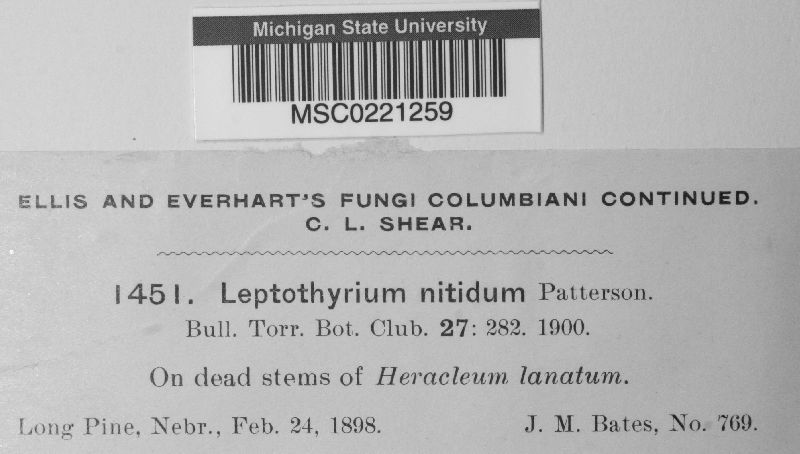 Michigan State University
MSC0221259
ELLIS AND EVERHART'S FUNGI COLUMBIANI CONTINUED.
C. L. SHEAR.
1451. Leptothyrium nitidum Patterson.
Bull. Torr. Bot. Club. 27: 282. 1900.
On dead stems of Heracleum lanatum.
Long Pine, Nebr., Feb. 24, 1898. J. M. Bates, No. 769.